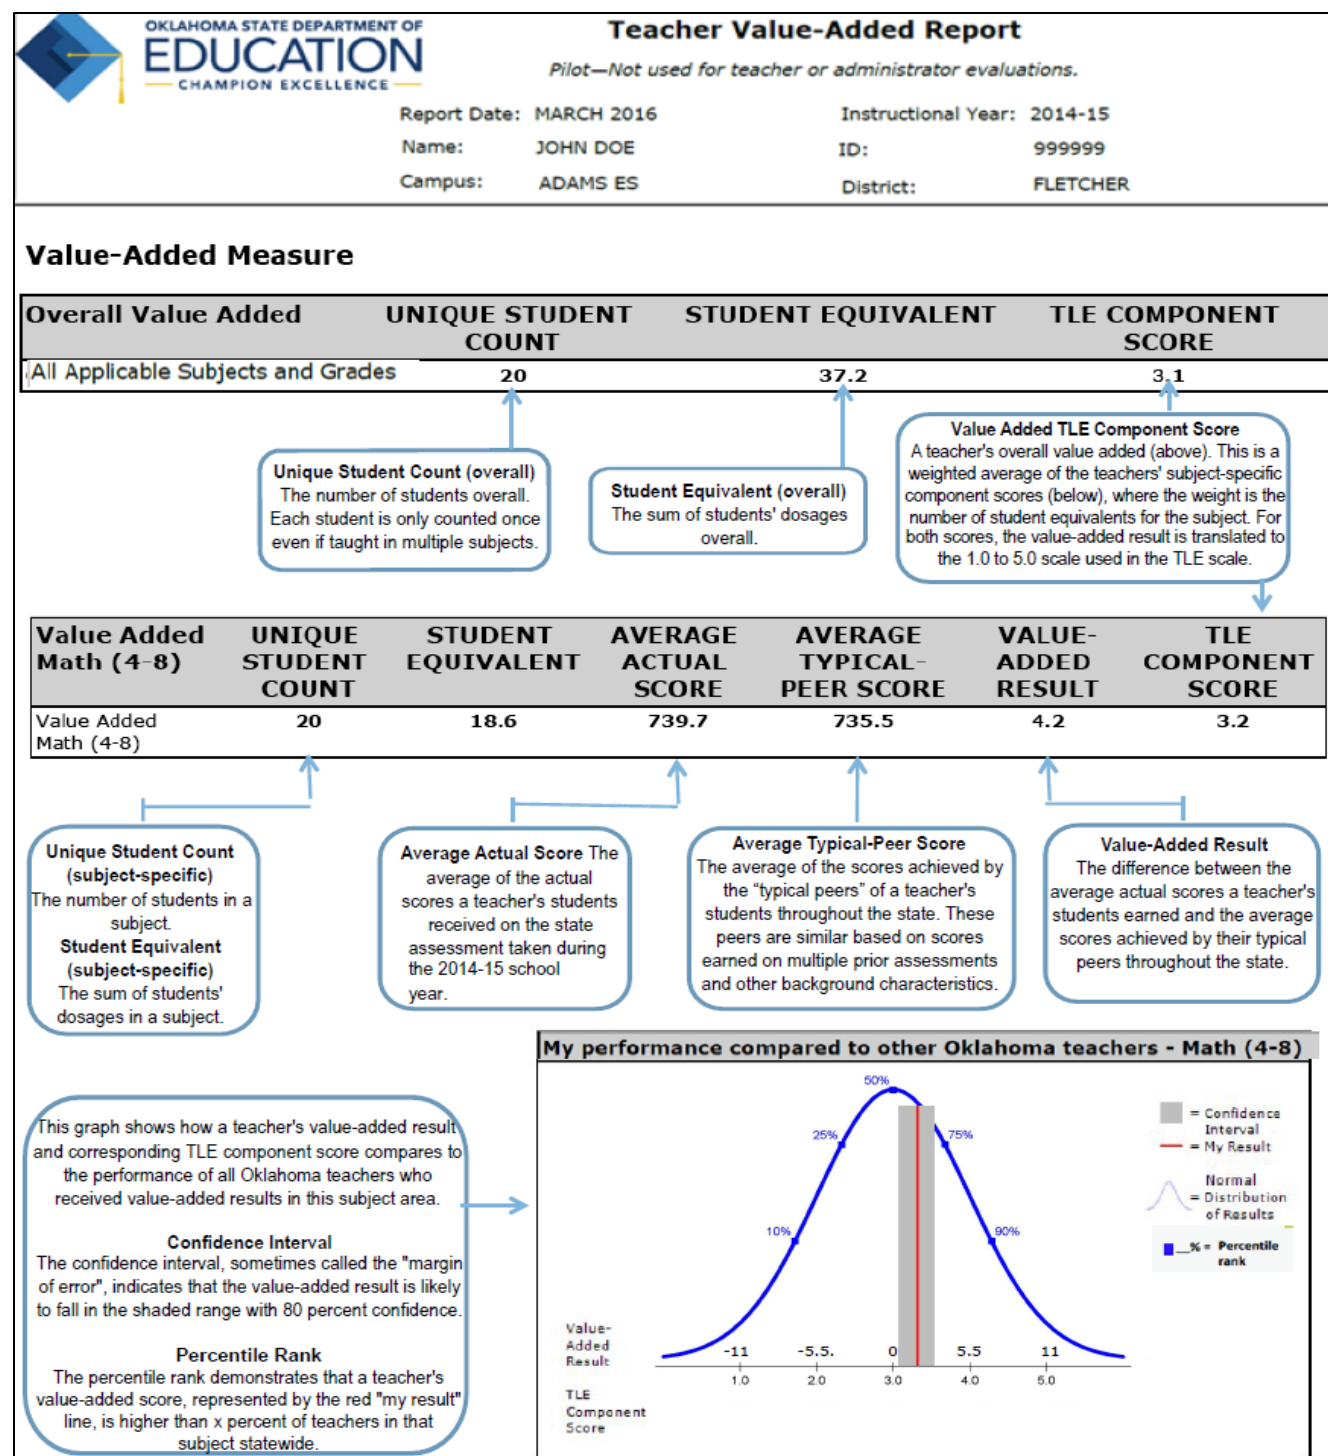 OKLAHOMA STATE DEPARTMENT OF
EDUCATION
CHAMPION EXCELLENCE
Teacher Value-Added Report
Pilot—Not used for teacher or administrator evaluations.
Report Date: MARCH 2016
Instructional Year: 2014-15
Name: JOHN DOE
ID: 999999
Campus: ADAMS ES
District: FLETCHER
Value-Added Measure
Overall Value Added
UNIQUE STUDENT
COUNT
STUDENT EQUIVALENT
TLE COMPONENT
SCORE
All Applicable Subjects and Grades 20 37.2 3.1
Unique Student Count (overall)
The number of students overall.
Each student is only counted once
even if taught in multiple subjects.
Student Equivalent (overall)
The sum of students' dosages
overall.
Value Added TLE Component Score
A teacher's overall value added (above). This is a
weighted average of the teachers' subject-specific
component scores (below), where the weight is the
number of student equivalents for the subject. For
both scores, the value-added result is translated to
the 1.0 to 5.0 scale used in the TLE scale.
Value Added
Math (4-8)
UNIQUE
STUDENT
COUNT
STUDENT
EQUIVALENT
AVERAGE
ACTUAL
SCORE
AVERAGE
TYPICAL-
PEER SCORE
VALUE-
ADDED
RESULT
TLE
COMPONENT
SCORE
Value Added
Math (4-8)
20 18.6 739.7 735.5 4.2 3.2
Unique Student Count
(subject-specific)
The number of students in a
subject.
Student Equivalent
(subject-specific)
The sum of students'
dosages in a subject.
Average Actual Score The
average of the actual
scores a teacher's students
received on the state
assessment taken during
the 2014-15 school
year.
Average Typical-Peer Score
The average of the scores achieved by
the "typical peers" of a teacher's
students throughout the state. These
peers are similar based on scores
earned on multiple prior assessments
and other background characteristics.
Value-Added Result
The difference between the
average actual scores a teacher's
students earned and the average
scores achieved by their typical
peers throughout the state.
This graph shows how a teacher's value-added result
and corresponding TLE component score compares to
the performance of all Oklahoma teachers who
received value-added results in this subject area.
Confidence Interval
The confidence interval, sometimes called the "margin
of error", indicates that the value-added result is likely
to fall in the shaded range with 80 percent confidence.
Percentile Rank
The percentile rank demonstrates that a teacher's
value-added score, represented by the red "my result"
line, is higher than x percent of teachers in that
subject statewide.
My performance compared to other Oklahoma teachers - Math (4-8)
50%
25%
75%
10%
90%
= Confidence
Interval
= My Result
Normal
= Distribution
of Results
__% = Percentile
rank
Value-
Added
Result
-11 -5.5. 0 5.5 11
1.0 2.0 3.0 4.0 5.0
TLE
Component
Score